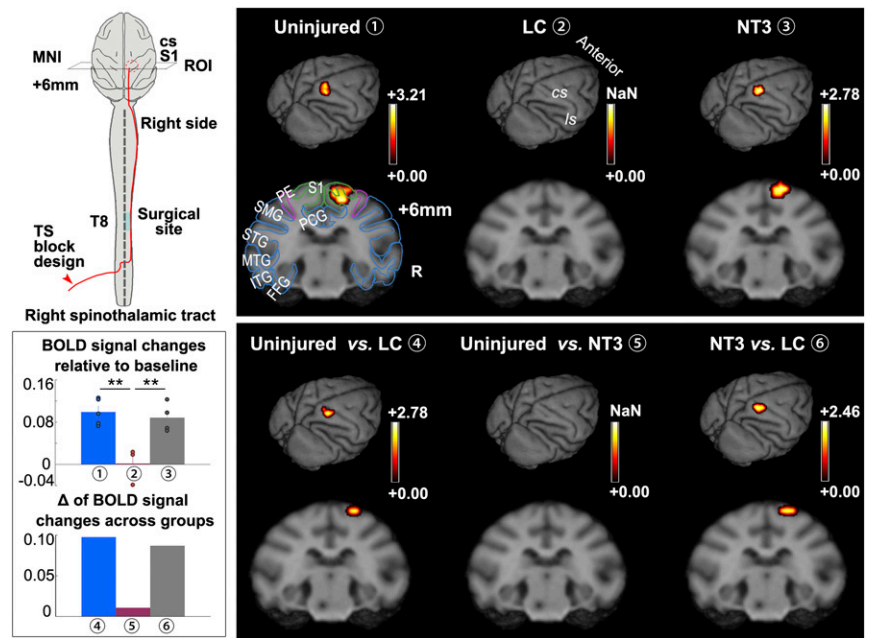 MNI
+6mm
cs
S1
ROI
Right side
T8
Surgical
site
TS
block
design
Right spinothalamic tract
Uninjured ①
+3.21
+0.00
PE
S1
SMG
PCG
STG
MTG
ITG
FFG
+6mm
R
LC ②
Anterior
cs
ls
NaN
+0.00
NT3 ③
+2.78
+0.00
BOLD signal changes
relative to baseline
0.16
** **
0.08
0
-0.04
① ② ③
Δ of BOLD signal
changes across groups
0.10
0.05
0
④ ⑤ ⑥
Uninjured vs. LC ④
+2.78
+0.00
Uninjured vs. NT3 ⑤
NaN
+0.00
NT3 vs. LC ⑥
+2.46
+0.00